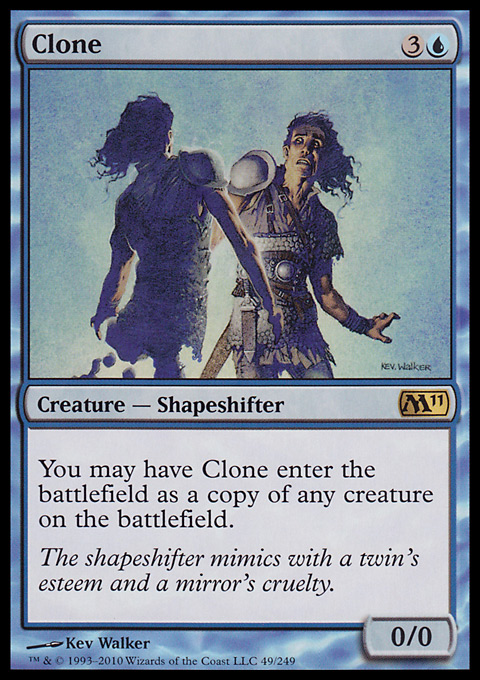 Clone
3
KEV. WALKER
Creature — Shapeshifter
M11
You may have Clone enter the
battlefield as a copy of any creature
on the battlefield.
The shapeshifter mimics with a twin's
esteem and a mirror's cruelty.
0/0
Kev Walker
™ & © 1993–2010 Wizards of the Coast LLC 49/249